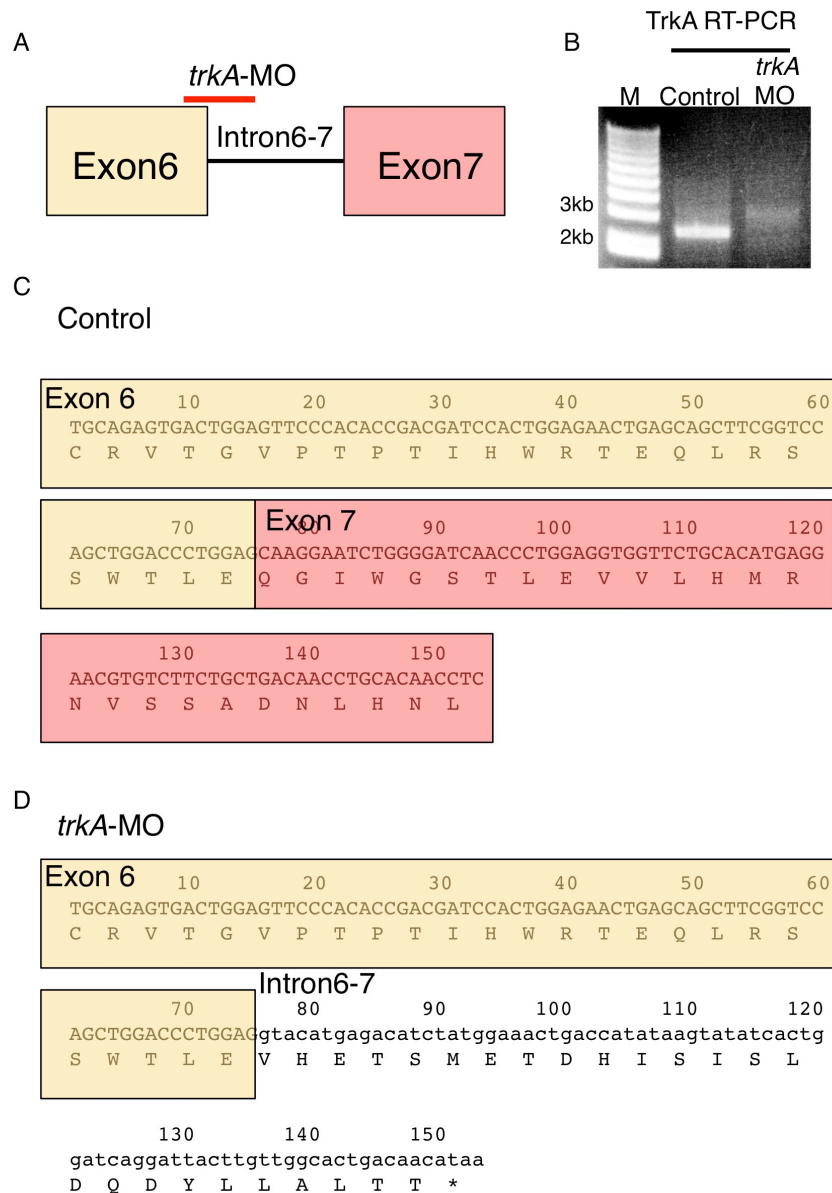 A
trkA-MO
Exon6
Intron6-7
Exon7
B
TrkA RT-PCR
trkA
M Control MO
3kb
2kb
C
Control
Exon 6 10 20 30 40 50 60
TGCAGAGTGACTGGAGTTCCCACACCGACGATCCACTGGAGAACTGAGCAGCTTCGGTCC
C R V T G V P T P T I H W R T E Q L R S
Exon 7
70 80 90 100 110 120
AGCTGGACCCTGGAGCAAGGAATCTGGGGATCAACCCTGGAGGTGGTTCTGCACATGAGG
S W T L E Q G I W G S T L E V V L H M R
130 140 150
AACGTGTCTTCTGCTGACAACCTGCACAACCTC
N V S S A D N L H N L
D
trkA-MO
Exon 6 10 20 30 40 50 60
TGCAGAGTGACTGGAGTTCCCACACCGACGATCCACTGGAGAACTGAGCAGCTTCGGTCC
C R V T G V P T P T I H W R T E Q L R S
Intron6-7
70 80 90 100 110 120
AGCTGGACCCTGGAGgtacatgagacatctatggaaactgaccatataagtatatcactg
S W T L E V H E T S M E T D H I S I S L
130 140 150
gatcaggattacttgttggcactgacaacataa
D Q D Y L L A L T T *